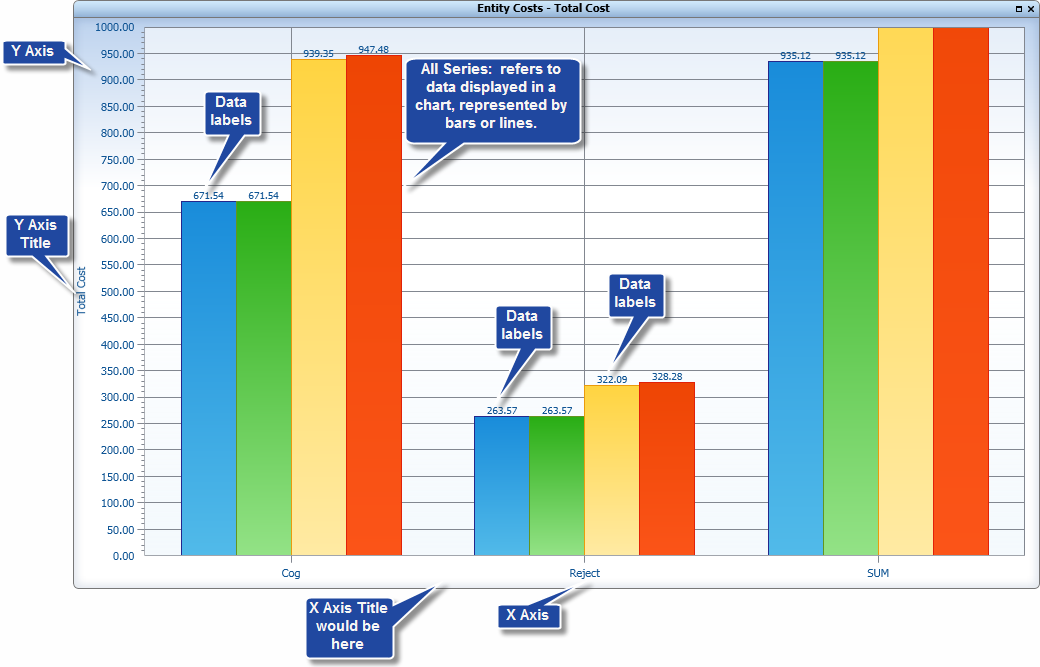 Entity Costs - Total Cost
Y Axis
1000.00
950.00
900.00
850.00
800.00
750.00
700.00
650.00
600.00
550.00
500.00
450.00
400.00
350.00
300.00
250.00
200.00
150.00
100.00
50.00
0.00
Y Axis
Title
Total Cost
Data
labels
671.54
671.54
939.35
947.48
All Series:  refers to
data displayed in a
chart, represented by
bars or lines.
Data
labels
263.57
263.57
Data
labels
322.09
328.28
935.12
935.12
Cog
Reject
SUM
X Axis Title
would be
here
X Axis